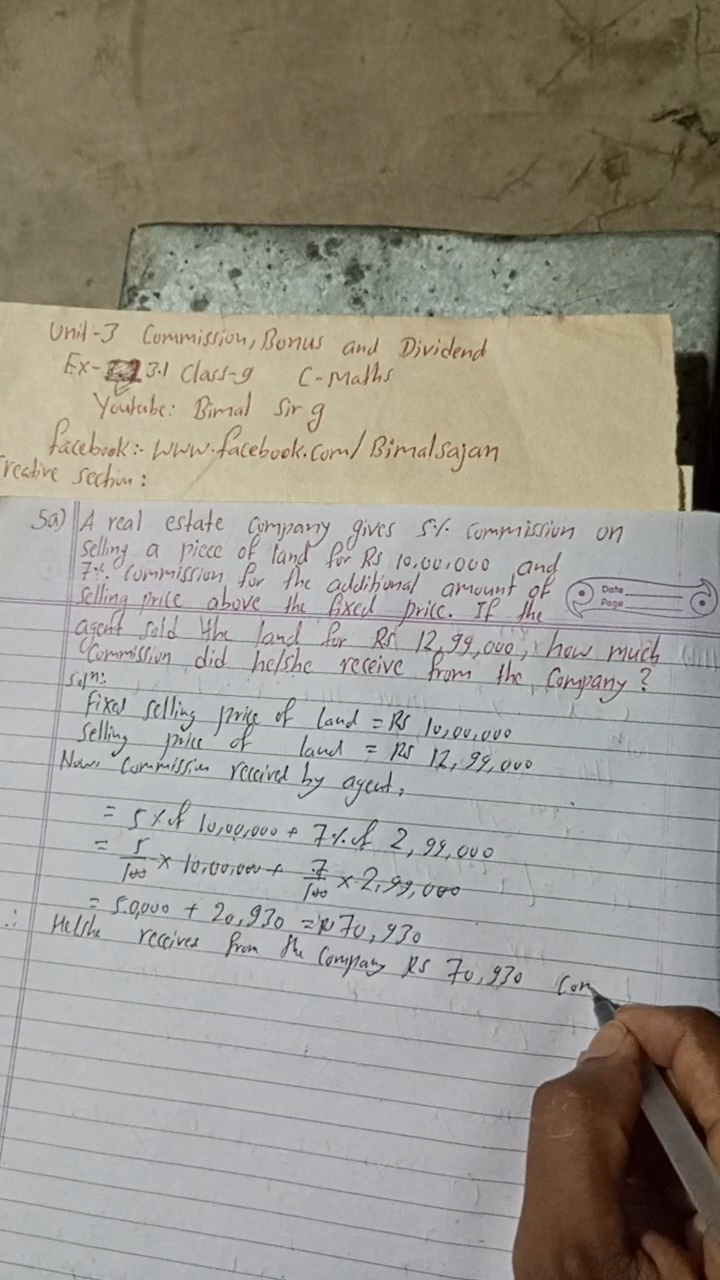 Unit-3 Commission, Bonus and Dividend
Ex- 3.1 Class-9 C-Maths
Youtube: Bimal Sir g
facebook:- www.facebook.com/Bimalsajan
Creative Section:
5a) A real estate company gives 5% commission on
selling a piece of land for Rs 10,00,000 and
7% commission for the additional amount of
selling price above the fixed price. If the
Date
Page
agent sold the land for Rs 12,99,000, how much
commission did he/she receive from the company?
Soln:
Fixed selling price of land = Rs 10,00,000
selling price of land = Rs 12,99,000
Now, commission received by agent,
= 5% of 10,00,000 + 7% of 2,99,000
= 5/100 × 10,00,000 + 7/100 × 2,99,000
= 50,000 + 20,930 = Rs 70,930
∴ He/she receives from the company Rs 70,930 com